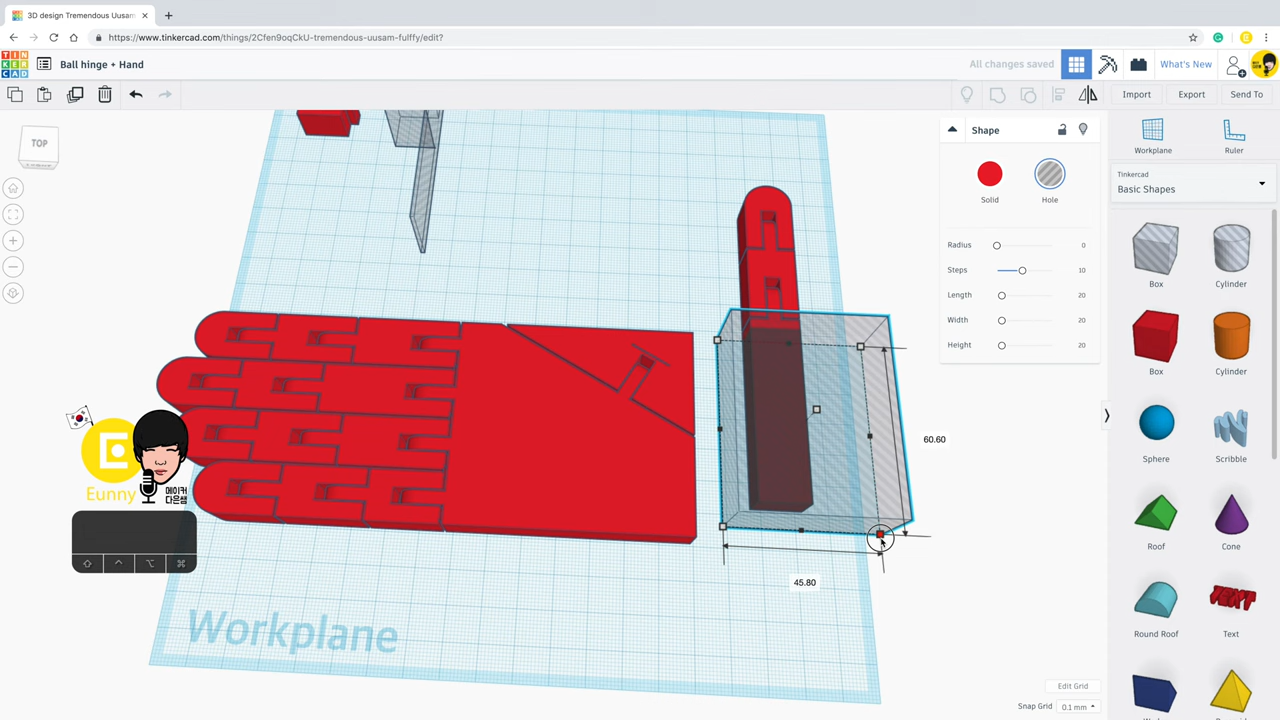 3D design Tremendous Uusam
https://www.tinkercad.com/things/2Cfen9oqCkU-tremendous-uusam-fulffy/edit?
TIN
KER
CAD
Ball hinge + Hand
All changes saved
What's New
Import
Export
Send To
TOP
Shape
Solid
Hole
Radius
0
Steps
10
Length
20
Width
20
Height
20
Workplane
Ruler
Tinkercad
Basic Shapes
Box
Cylinder
Box
Cylinder
Sphere
Scribble
Roof
Cone
Round Roof
Text
TEXT
60.60
45.80
Eunny
메이커
다은쌤
Workplane
Edit Grid
Snap Grid
0.1 mm